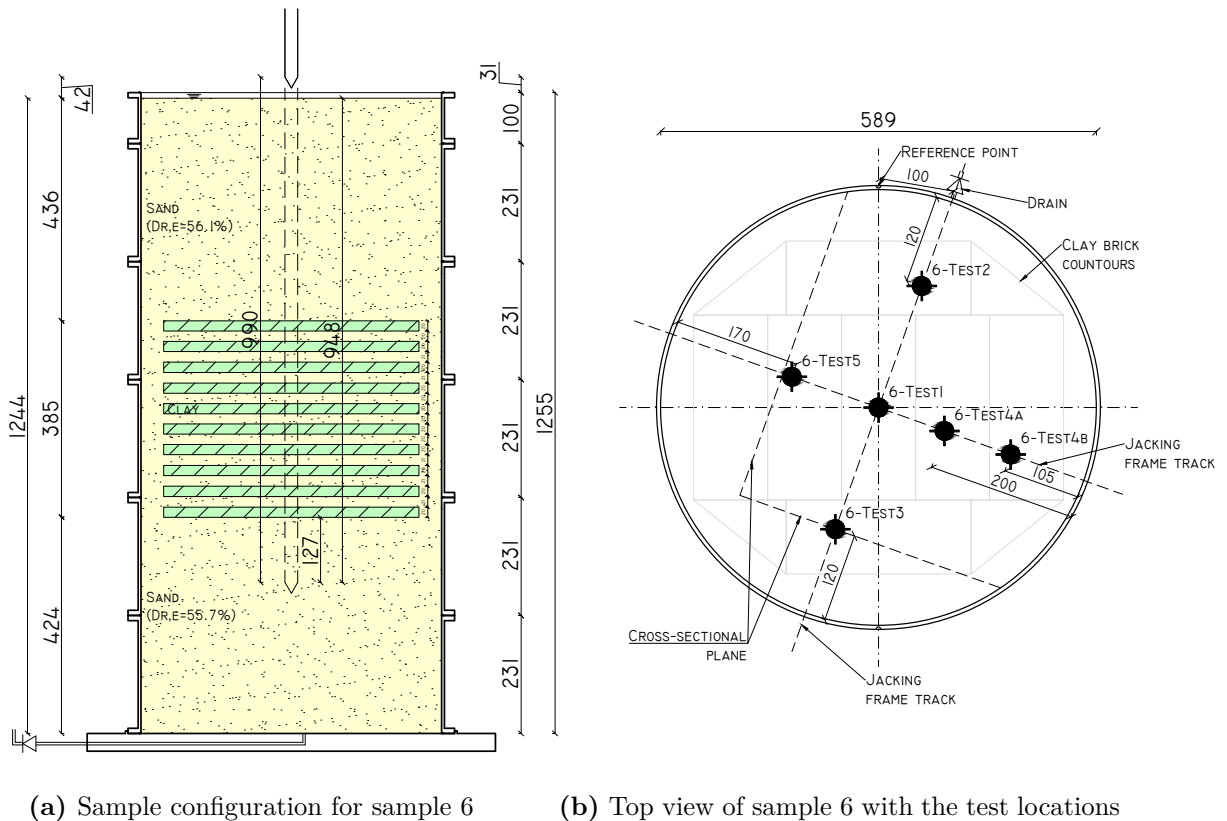 42
31
1244
436
385
424
990
948
127
100
231
231
231
231
231
1255
SAND
(DR,E=56.1%)
CLAY
SAND
(DR,E=55.7%)
589
REFERENCE POINT
100
DRAIN
120
CLAY BRICK
COUNTOURS
6-TEST2
170
6-TEST5
6-TEST1
6-TEST4A
6-TEST4B
JACKING
FRAME TRACK
105
200
6-TEST3
120
CROSS-SECTIONAL
PLANE
JACKING
FRAME TRACK
(a) Sample configuration for sample 6
(b) Top view of sample 6 with the test locations